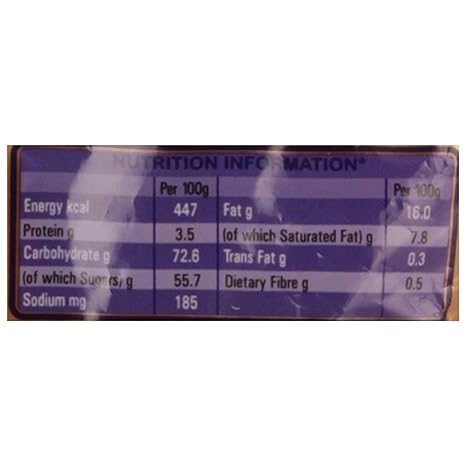 NUTRITION INFORMATION*
Per 100g Per 100g
Energy kcal 447 Fat g 16.0
Protein g 3.5 (of which Saturated Fat) g 7.8
Carbohydrate g 72.6 Trans Fat g 0.3
(of which Sugars) g 55.7 Dietary Fibre g 0.5
Sodium mg 185